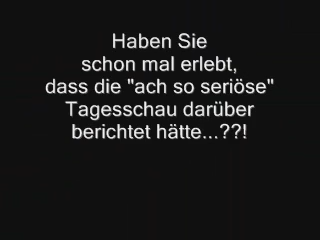 Haben Sie
schon mal erlebt,
dass die "ach so seriöse"
Tagesschau darüber
berichtet hätte...??!